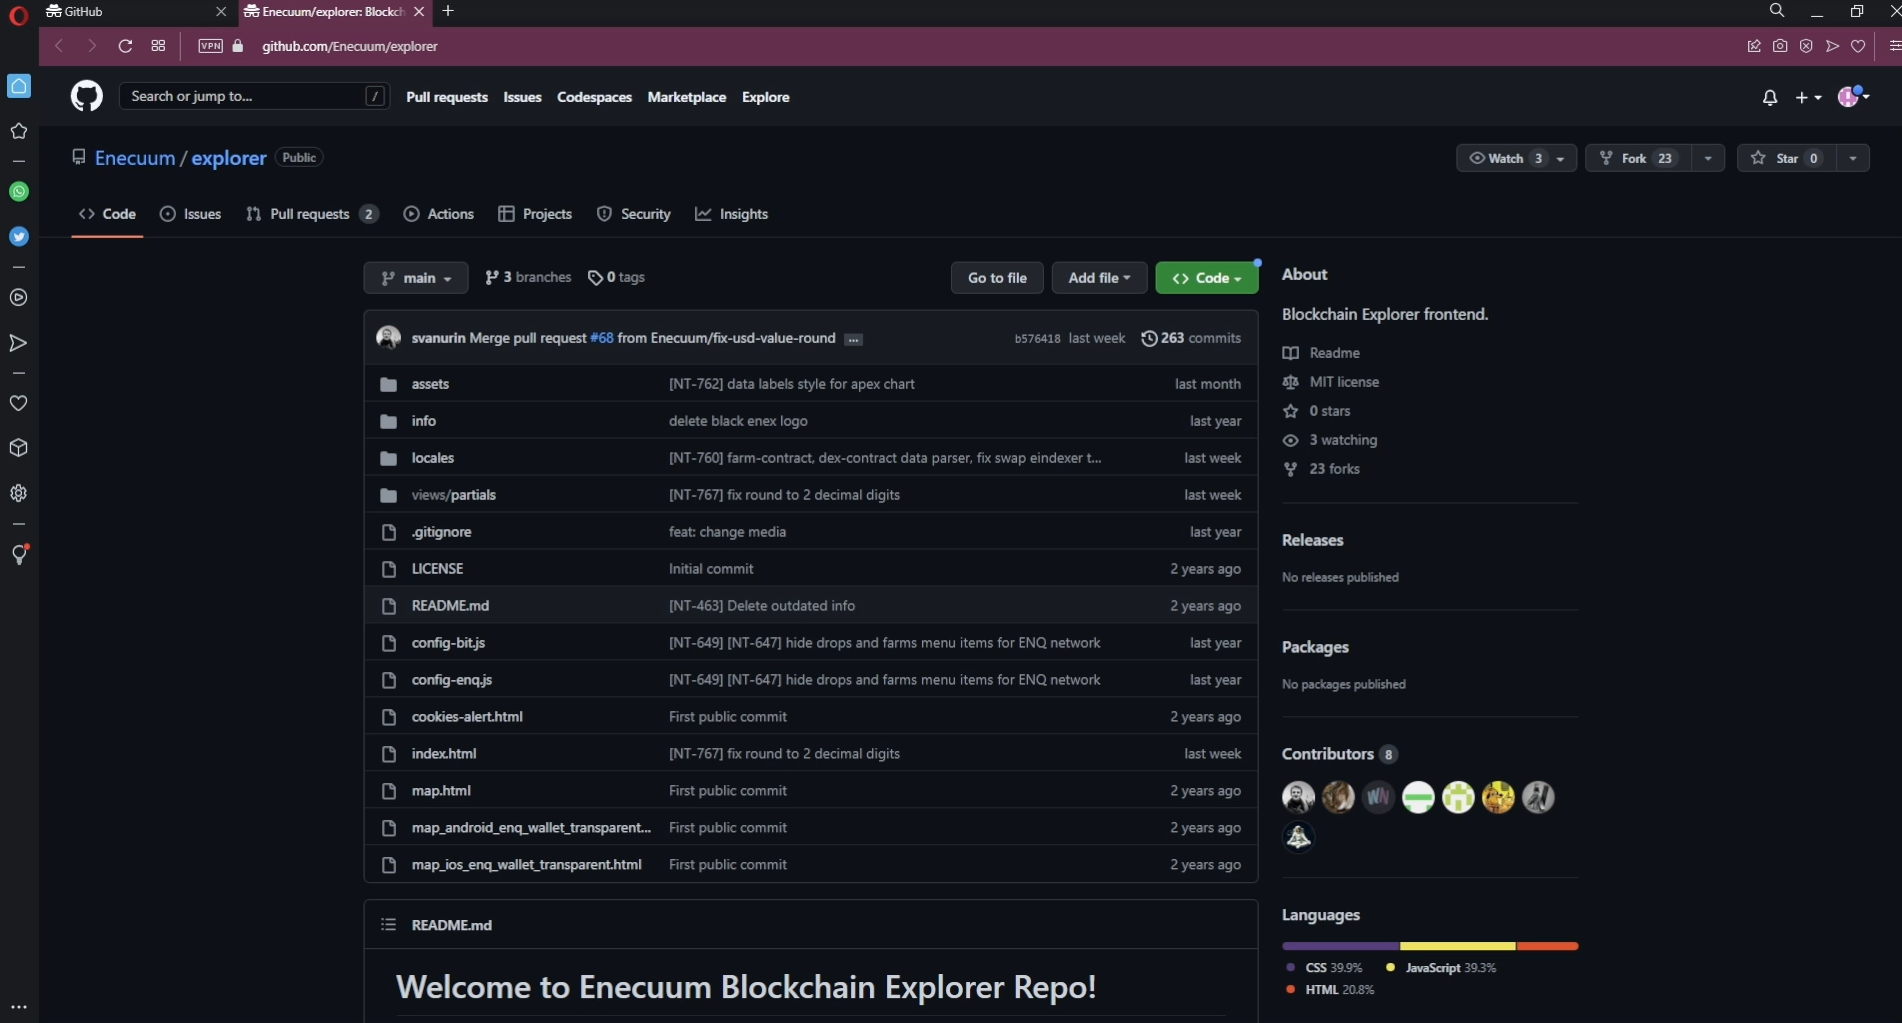 GitHub
Enecuum/explorer: Blockch
VPN
github.com/Enecuum/explorer
Search or jump to...
/
Pull requests
Issues
Codespaces
Marketplace
Explore
Enecuum / explorer
Public
Watch 3
Fork 23
Star 0
Code
Issues
Pull requests 2
Actions
Projects
Security
Insights
main
3 branches
0 tags
Go to file
Add file
Code
svanurin Merge pull request #68 from Enecuum/fix-usd-value-round ...
b576418 last week
263 commits
assets
[NT-762] data labels style for apex chart
last month
info
delete black enex logo
last year
locales
[NT-760] farm-contract, dex-contract data parser, fix swap eindexer t...
last week
views/partials
[NT-767] fix round to 2 decimal digits
last week
.gitignore
feat: change media
last year
LICENSE
Initial commit
2 years ago
README.md
[NT-463] Delete outdated info
2 years ago
config-bit.js
[NT-649] [NT-647] hide drops and farms menu items for ENQ network
last year
config-enq.js
[NT-649] [NT-647] hide drops and farms menu items for ENQ network
last year
cookies-alert.html
First public commit
2 years ago
index.html
[NT-767] fix round to 2 decimal digits
last week
map.html
First public commit
2 years ago
map_android_enq_wallet_transparent...
First public commit
2 years ago
map_ios_enq_wallet_transparent.html
First public commit
2 years ago
README.md
Welcome to Enecuum Blockchain Explorer Repo!
About
Blockchain Explorer frontend.
Readme
MIT license
0 stars
3 watching
23 forks
Releases
No releases published
Packages
No packages published
Contributors 8
WN
Languages
CSS 39.9%
JavaScript 39.3%
HTML 20.8%